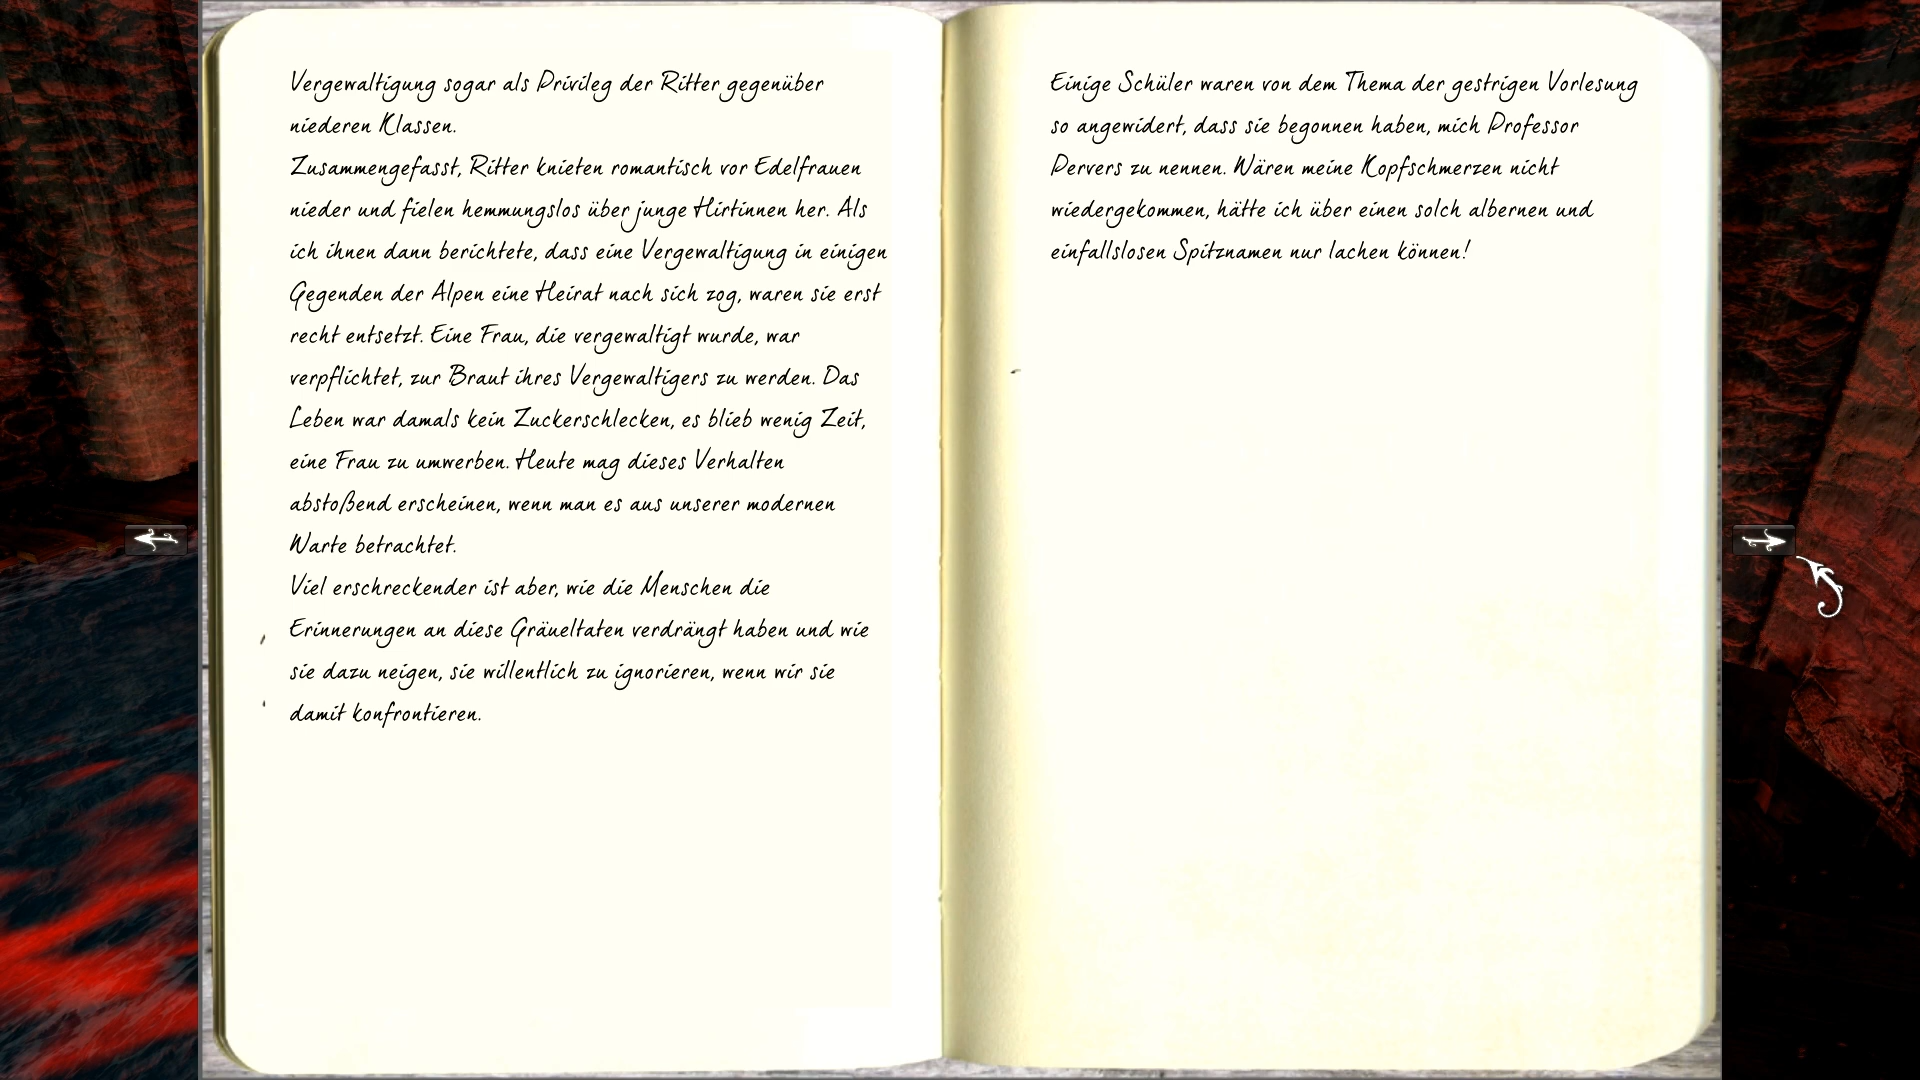 Vergewaltigung sogar als Privileg der Ritter gegenüber
niederen Klassen.
Zusammengefasst, Ritter knieten romantisch vor Edelfrauen
nieder und fielen hemmungslos über junge Hirtinnen her. Als
ich ihnen dann berichtete, dass eine Vergewaltigung in einigen
Gegenden der Alpen eine Heirat nach sich zog, waren sie erst
recht entsetzt. Eine Frau, die vergewaltigt wurde, war
verpflichtet, zur Braut ihres Vergewaltigers zu werden. Das
Leben war damals kein Zuckerschlecken, es blieb wenig Zeit,
eine Frau zu umwerben. Heute mag dieses Verhalten
abstoßend erscheinen, wenn man es aus unserer modernen
Warte betrachtet.
Viel erschreckender ist aber, wie die Menschen die
Erinnerungen an diese Gräueltaten verdrängt haben und wie
sie dazu neigen, sie willentlich zu ignorieren, wenn wir sie
damit konfrontieren.
Einige Schüler waren von dem Thema der gestrigen Vorlesung
so angewidert, dass sie begonnen haben, mich Professor
Pervers zu nennen. Wären meine Kopfschmerzen nicht
wiedergekommen, hätte ich über einen solch albernen und
einfallslosen Spitznamen nur lachen können!